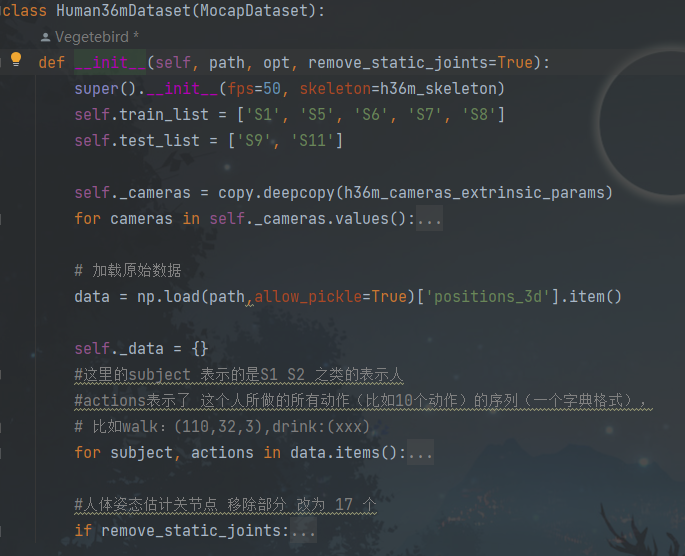 class Human36mDataset(MocapDataset):
Vegetebird *
def __init__(self, path, opt, remove_static_joints=True):
super().__init__(fps=50, skeleton=h36m_skeleton)
self.train_list = ['S1', 'S5', 'S6', 'S7', 'S8']
self.test_list = ['S9', 'S11']
self._cameras = copy.deepcopy(h36m_cameras_extrinsic_params)
for cameras in self._cameras.values():...
# 加载原始数据
data = np.load(path,allow_pickle=True)['positions_3d'].item()
self._data = {}
#这里的subject 表示的是S1 S2 之类的表示人
#actions表示了 这个人所做的所有动作（比如10个动作）的序列（一个字典格式），
# 比如walk：(110,32,3),drink:(xxx)
for subject, actions in data.items():...
#人体姿态估计关节点 移除部分 改为 17 个
if remove_static_joints:...